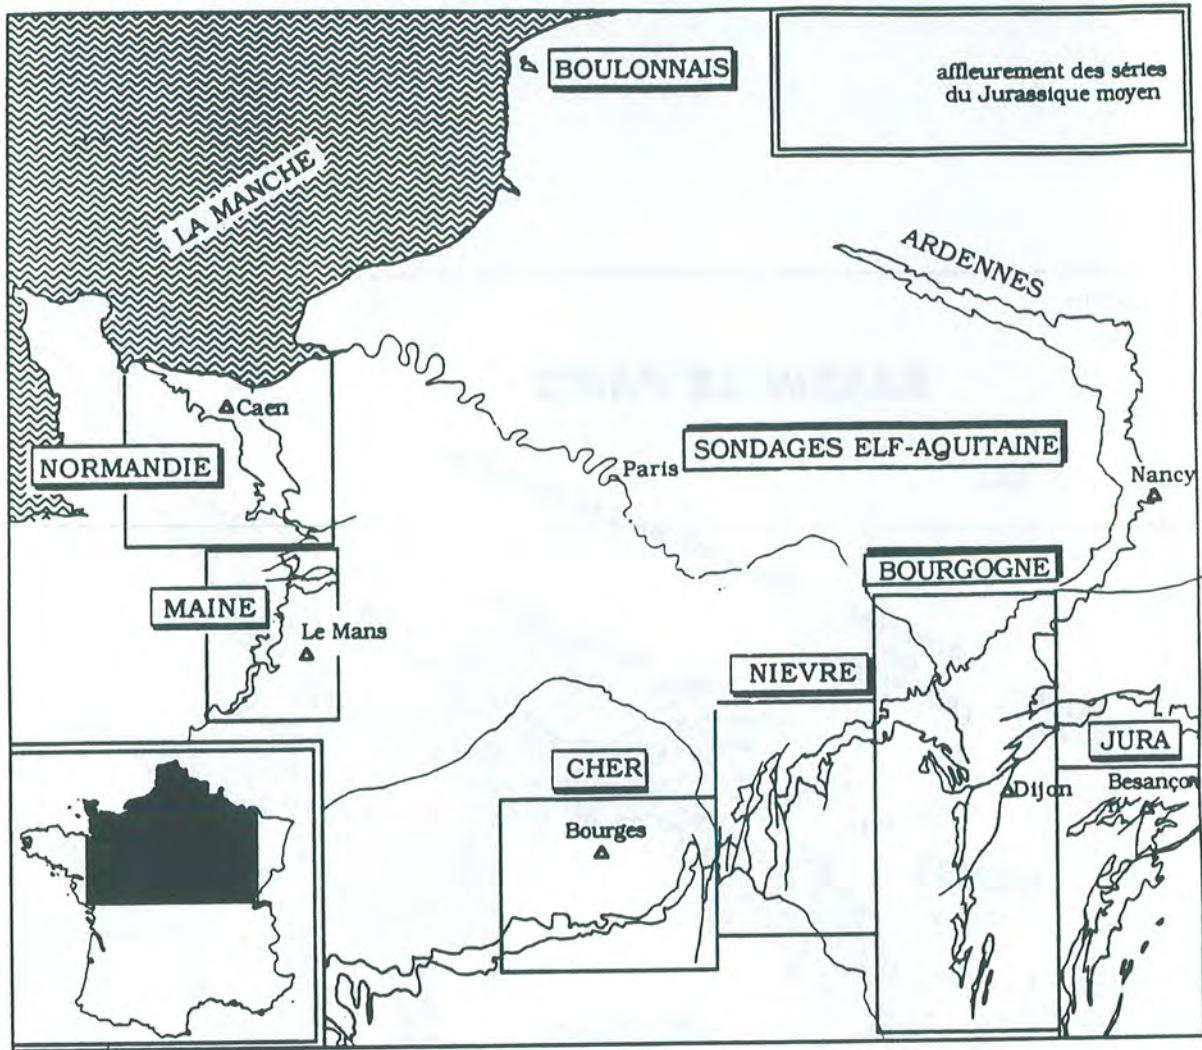 BOULONNAIS
affleurement des séries
du Jurassique moyen
LA MANCHE
ARDENNES
Caen
NORMANDIE
SONDAGES ELF-AQUITAINE
Paris
Nancy
BOURGOGNE
MAINE
Le Mans
NIEVRE
JURA
CHER
Besançon
Dijon
Bourges